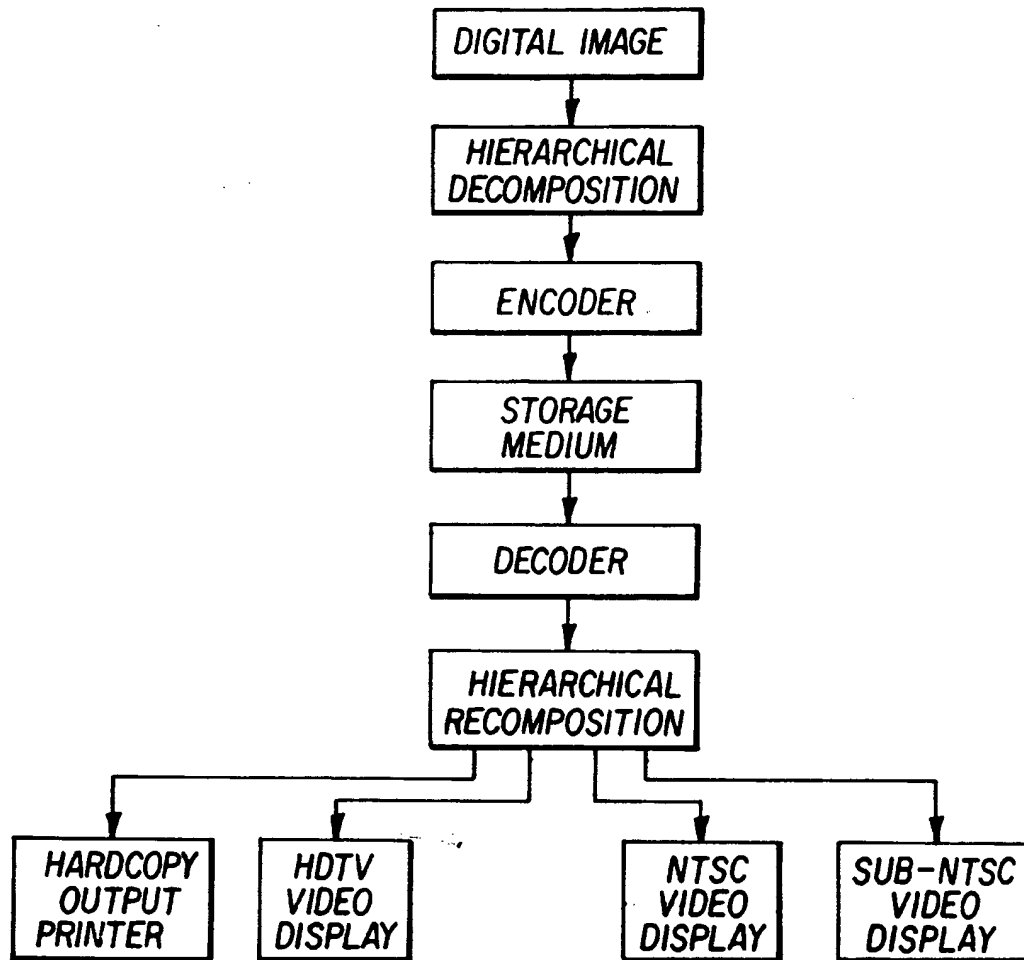 DIGITAL IMAGE
HIERARCHICAL
DECOMPOSITION
ENCODER
STORAGE
MEDIUM
DECODER
HIERARCHICAL
RECOMPOSITION
HARDCOPY
OUTPUT
PRINTER
HDTV
VIDEO
DISPLAY
NTSC
VIDEO
DISPLAY
SUB-NTSC
VIDEO
DISPLAY